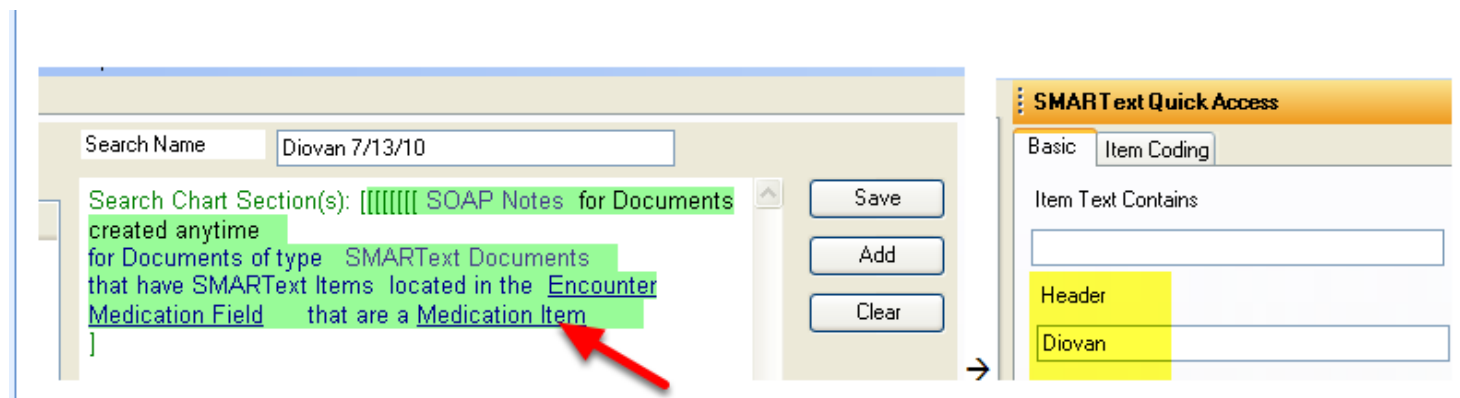 Search Name
Diovan 7/13/10
Search Chart Section(s): [[[[[[[[ SOAP Notes for Documents
created anytime
for Documents of type SMARText Documents
that have SMARText Items located in the Encounter
Medication Field that are a Medication Item
]
Save
Add
Clear
→
SMARText Quick Access
Basic
Item Coding
Item Text Contains
Header
Diovan